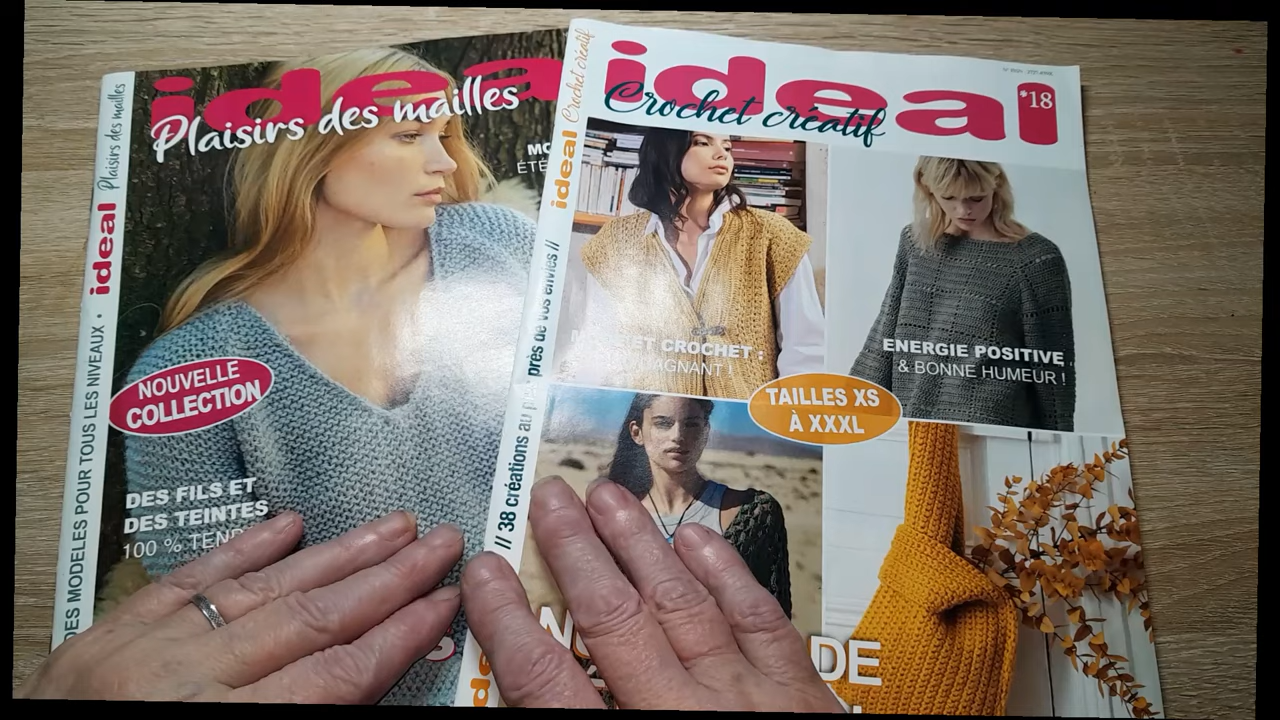 ideal
Plaisirs des mailles
ideal Plaisirs des mailles
DES MODELES POUR TOUS LES NIVEAUX •
NOUVELLE
COLLECTION
DES FILS ET
DES TEINTES
100 %
ÉTÉ
ideal
Crochet créatif
#18
ideal Crochet créatif
// 38 créations au plus près de vos envies //
ET CROCHET :
ENERGIE POSITIVE
& BONNE HUMEUR !
TAILLES XS
À XXXL
DE